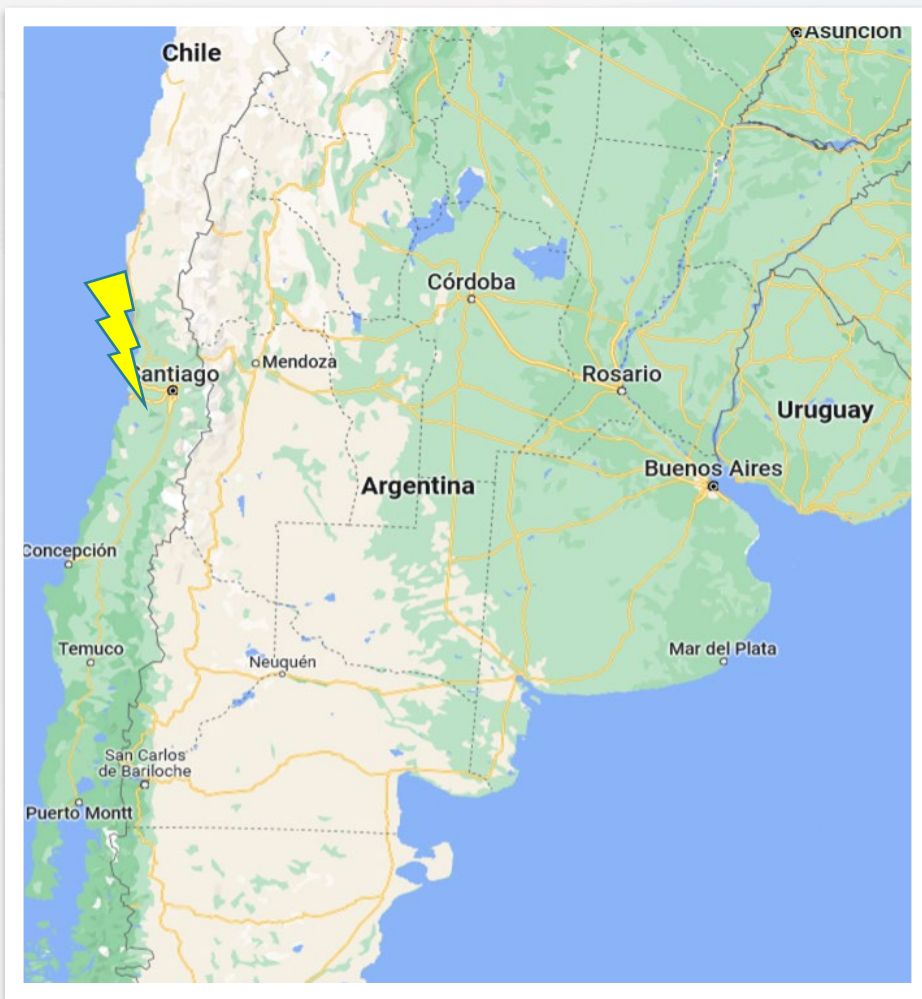 Asunción
Chile
Córdoba
Mendoza
Santiago
Rosario
Uruguay
Buenos Aires
Argentina
Concepción
Temuco
Neuquén
Mar del Plata
San Carlos
de Bariloche
Puerto Montt